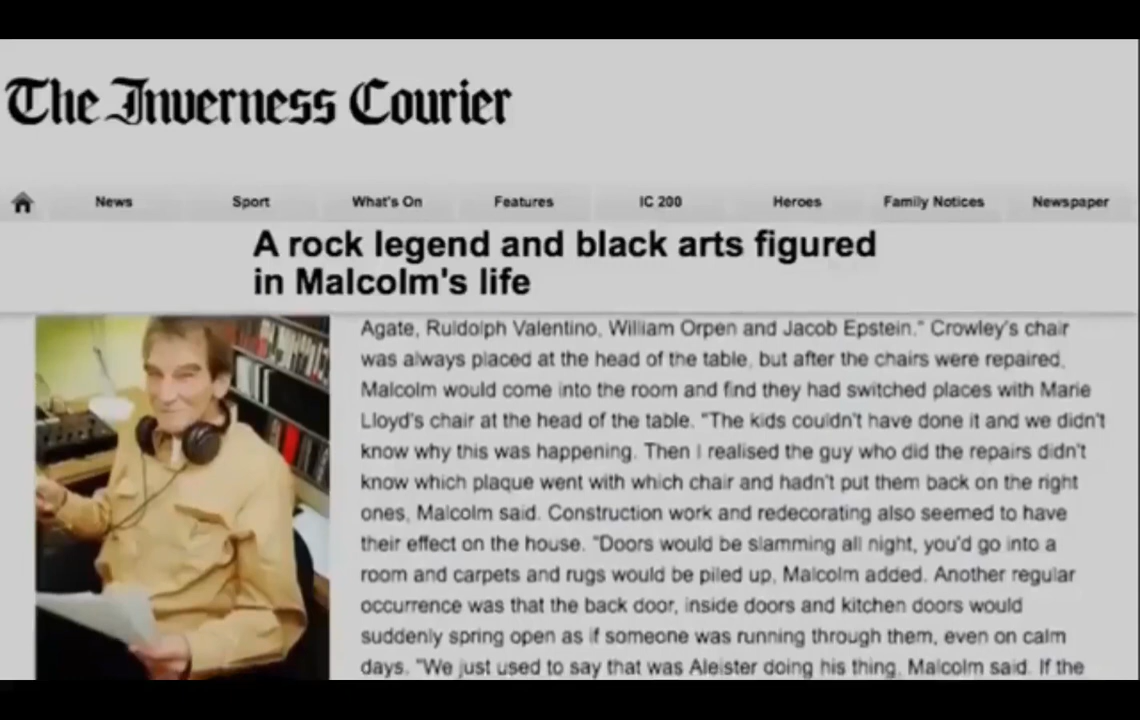 The Inverness Courier
News Sport What's On Features IC 200 Heroes Family Notices Newspaper
A rock legend and black arts figured
in Malcolm's life
Agate, Ruidolph Valentino, William Orpen and Jacob Epstein." Crowley's chair
was always placed at the head of the table, but after the chairs were repaired,
Malcolm would come into the room and find they had switched places with Marie
Lloyd's chair at the head of the table. "The kids couldn't have done it and we didn't
know why this was happening. Then I realised the guy who did the repairs didn't
know which plaque went with which chair and hadn't put them back on the right
ones, Malcolm said. Construction work and redecorating also seemed to have
their effect on the house. "Doors would be slamming all night, you'd go into a
room and carpets and rugs would be piled up, Malcolm added. Another regular
occurrence was that the back door, inside doors and kitchen doors would
suddenly spring open as if someone was running through them, even on calm
days. "We just used to say that was Aleister doing his thing, Malcolm said. If the